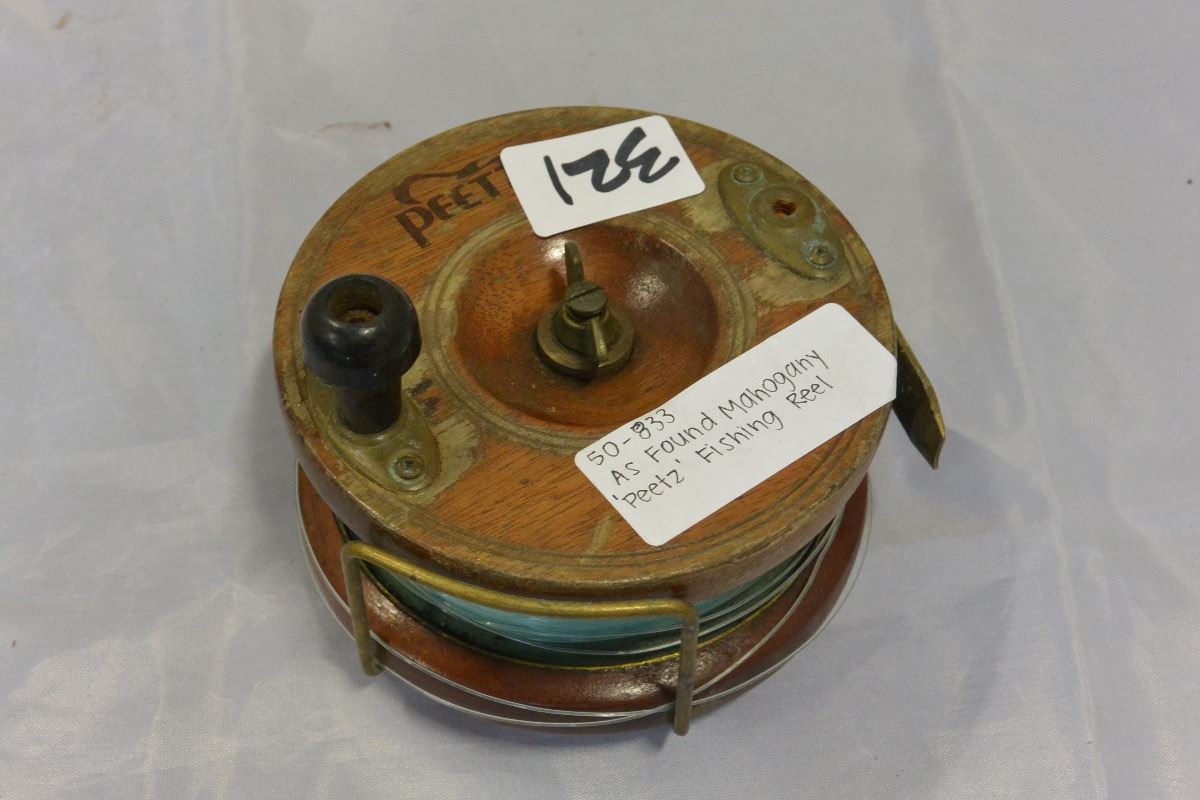 PEET
321
50-833
As Found Mahogany
'Peetz' Fishing Reel